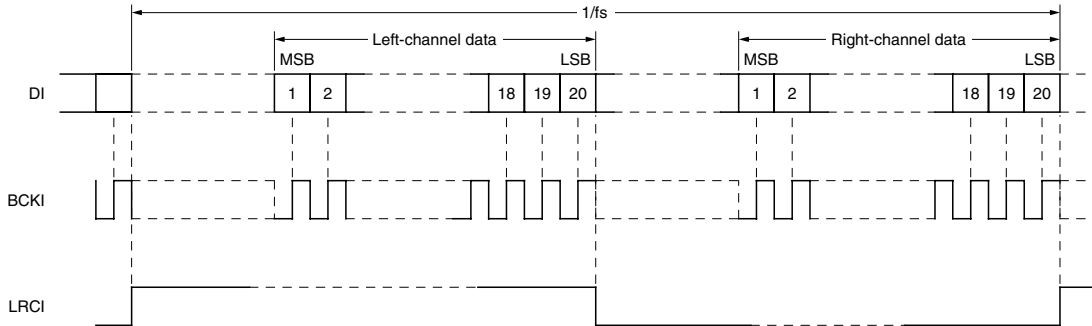 1/fs
Left-channel data
Right-channel data
MSB
LSB
MSB
LSB
DI
1 2 18 19 20 1 2 18 19 20
BCKI
LRCI